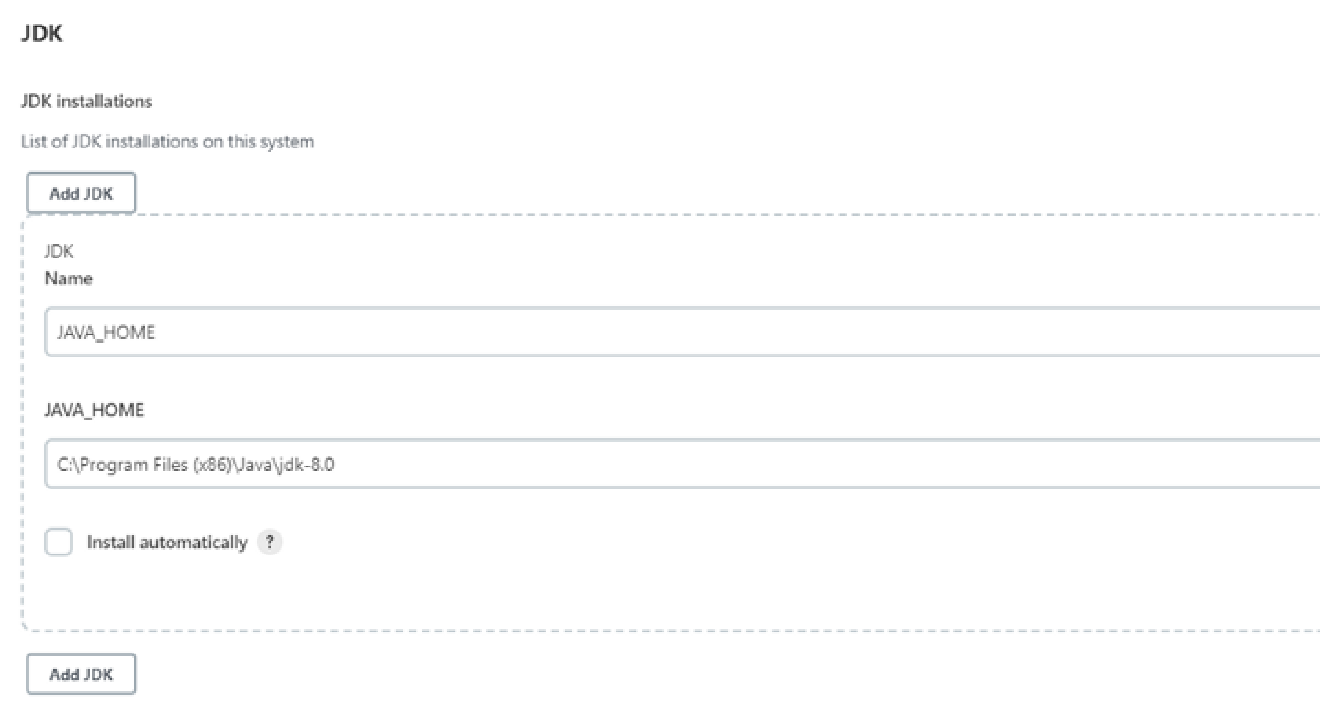 JDK
JDK installations
List of JDK installations on this system
Add JDK
JDK
Name
JAVA_HOME
JAVA_HOME
C:\Program Files (x86)\Java\jdk-8.0
Install automatically ?
Add JDK